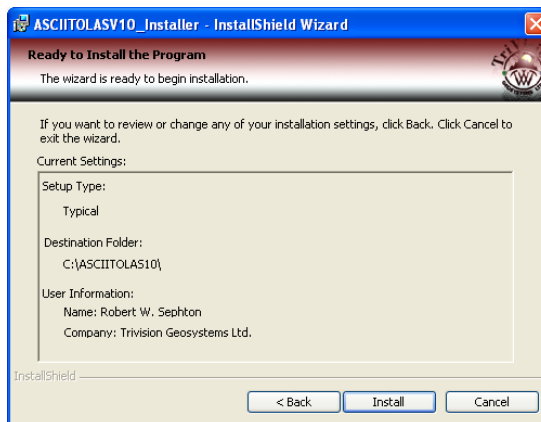 ASCIITOLASV10_Installer - InstallShield Wizard
Ready to Install the Program
The wizard is ready to begin installation.
If you want to review or change any of your installation settings, click Back. Click Cancel to
exit the wizard.
Current Settings:
Setup Type:
Typical
Destination Folder:
C:\ASCIITOLAS10\
User Information:
Name: Robert W. Sephton
Company: Trivision Geosystems Ltd.
InstallShield
< Back
Install
Cancel